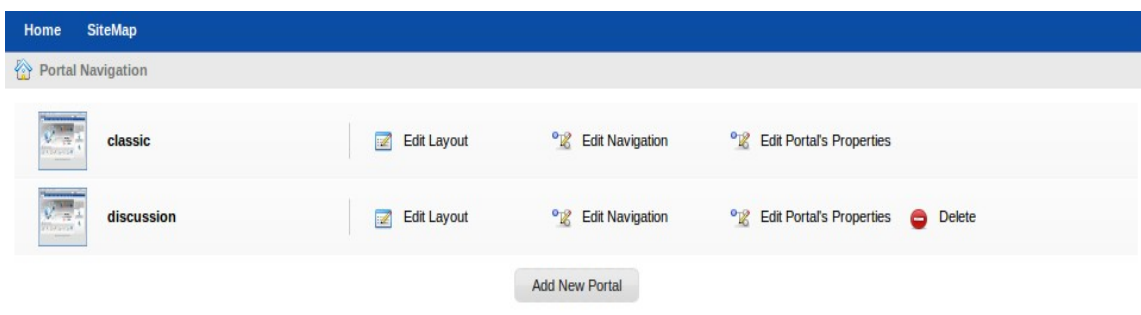 Home SiteMap
Portal Navigation
classic Edit Layout Edit Navigation Edit Portal's Properties
discussion Edit Layout Edit Navigation Edit Portal's Properties Delete
Add New Portal